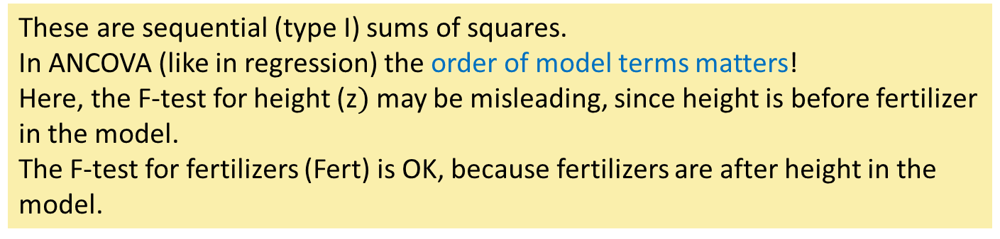 These are sequential (type I) sums of squares.
In ANCOVA (like in regression) the order of model terms matters!
Here, the F-test for height (z) may be misleading, since height is before fertilizer
in the model.
The F-test for fertilizers (Fert) is OK, because fertilizers are after height in the
model.